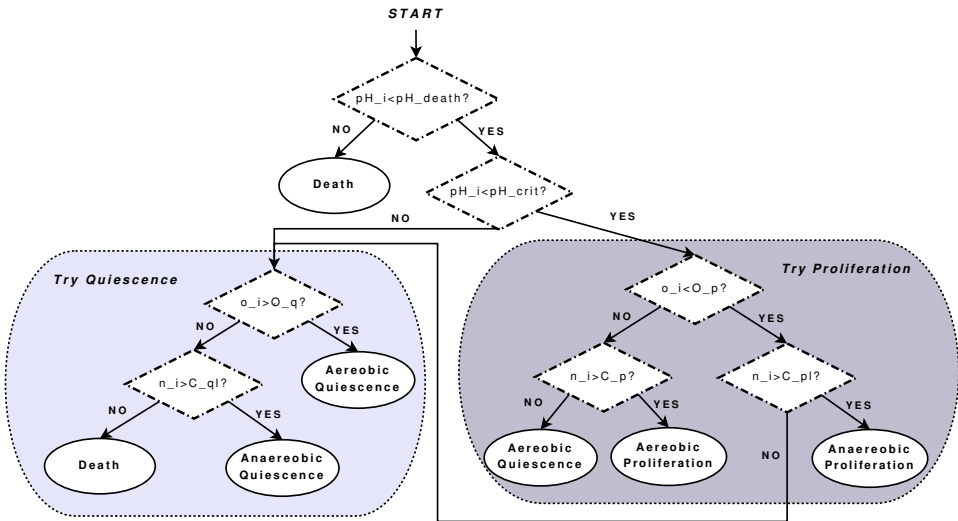 START
pH_i<pH_death?
NO
YES
Death
pH_i<pH_crit?
NO
YES
Try Quiescence
o_i>O_q?
NO
YES
n_i>C_ql?
Aereobic
Quiescence
NO
YES
Death
Anaereobic
Quiescence
Try Proliferation
o_i<O_p?
NO
YES
n_i>C_p?
n_i>C_pl?
NO
YES
YES
Aereobic
Quiescence
Aereobic
Proliferation
NO
Anaereobic
Proliferation